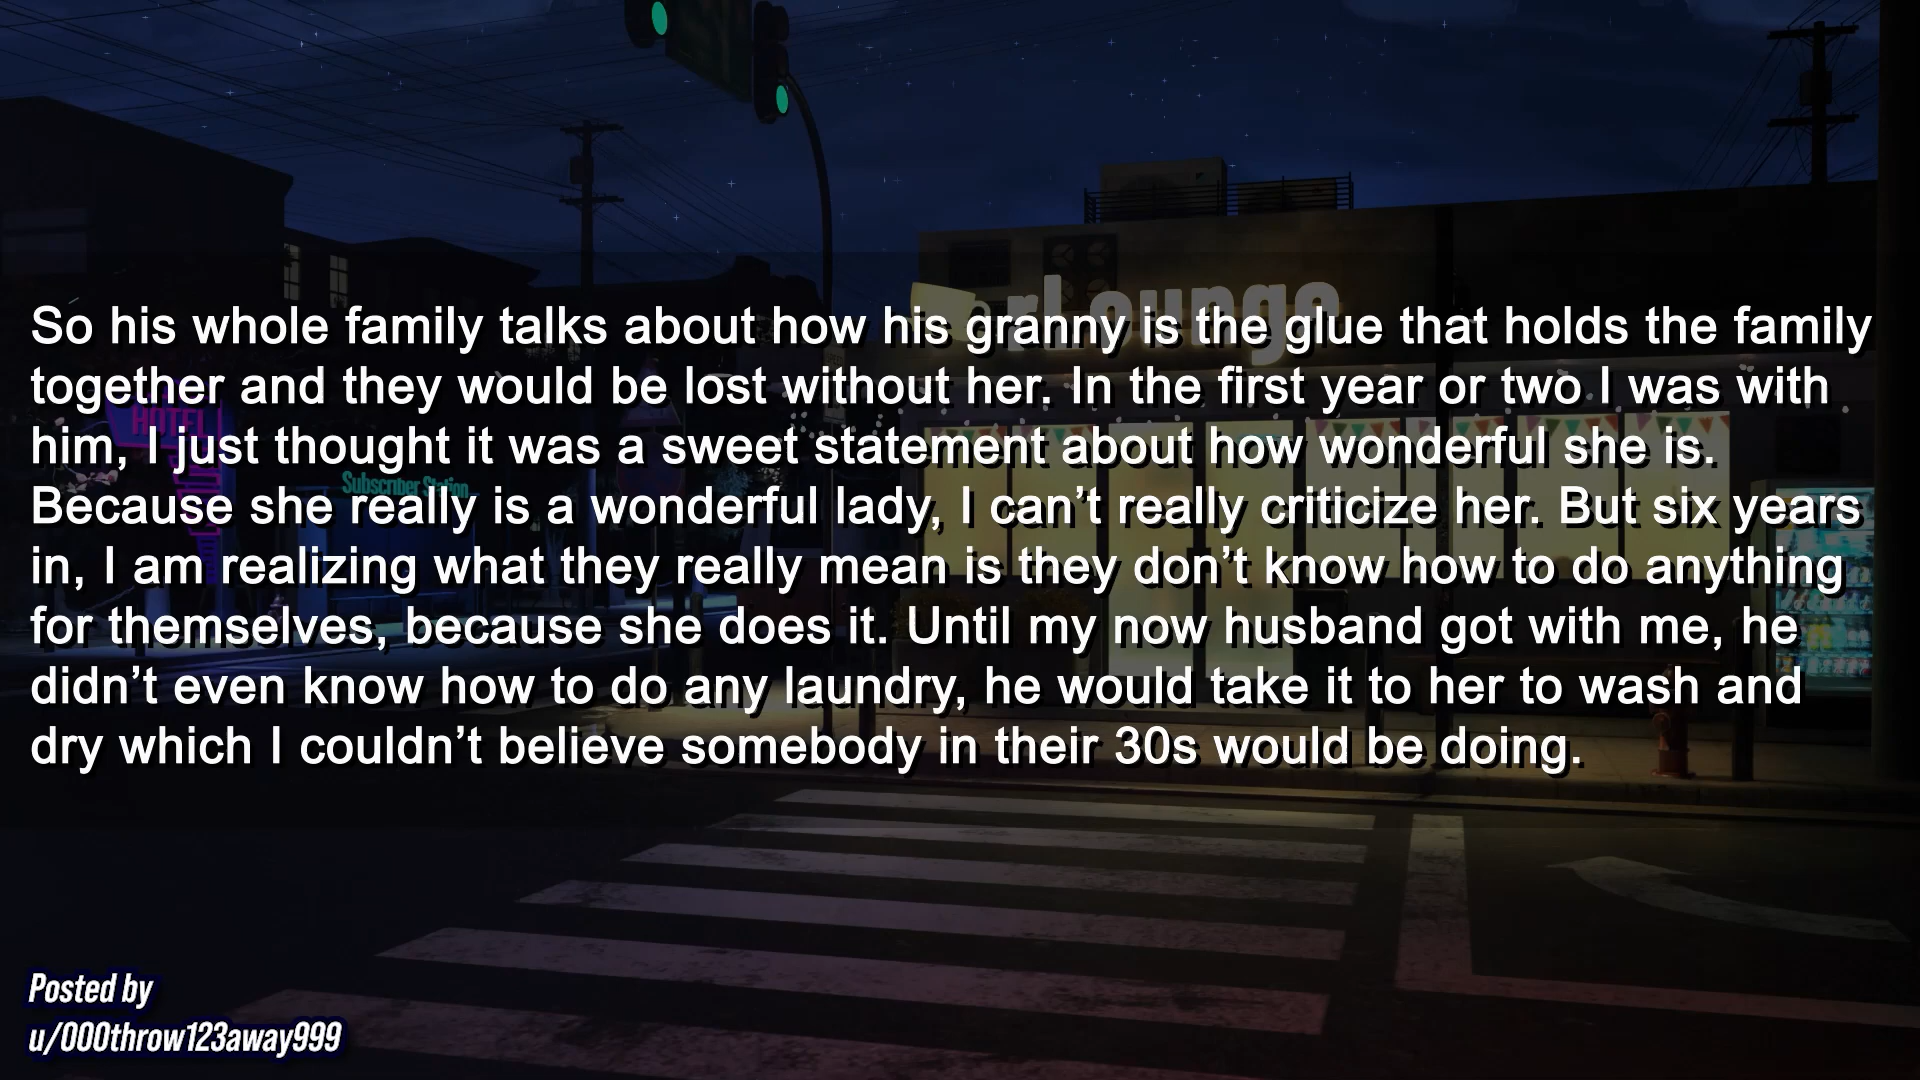 So his whole family talks about how his granny is the glue that holds the family
together and they would be lost without her. In the first year or two I was with
him, I just thought it was a sweet statement about how wonderful she is.
Because she really is a wonderful lady, I can’t really criticize her. But six years
in, I am realizing what they really mean is they don’t know how to do anything
for themselves, because she does it. Until my now husband got with me, he
didn’t even know how to do any laundry, he would take it to her to wash and
dry which I couldn’t believe somebody in their 30s would be doing.
HOTEL
Subscriber Station
Lounge
Posted by
u/000throw123away999